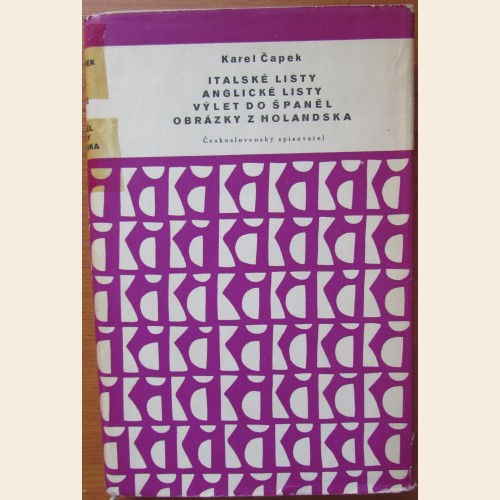 Karel Čapek
ITALSKÉ LISTY
ANGLICKÉ LISTY
VÝLET DO ŠPANĚL
OBRÁZKY Z HOLANDSKA
Československý spisovatel